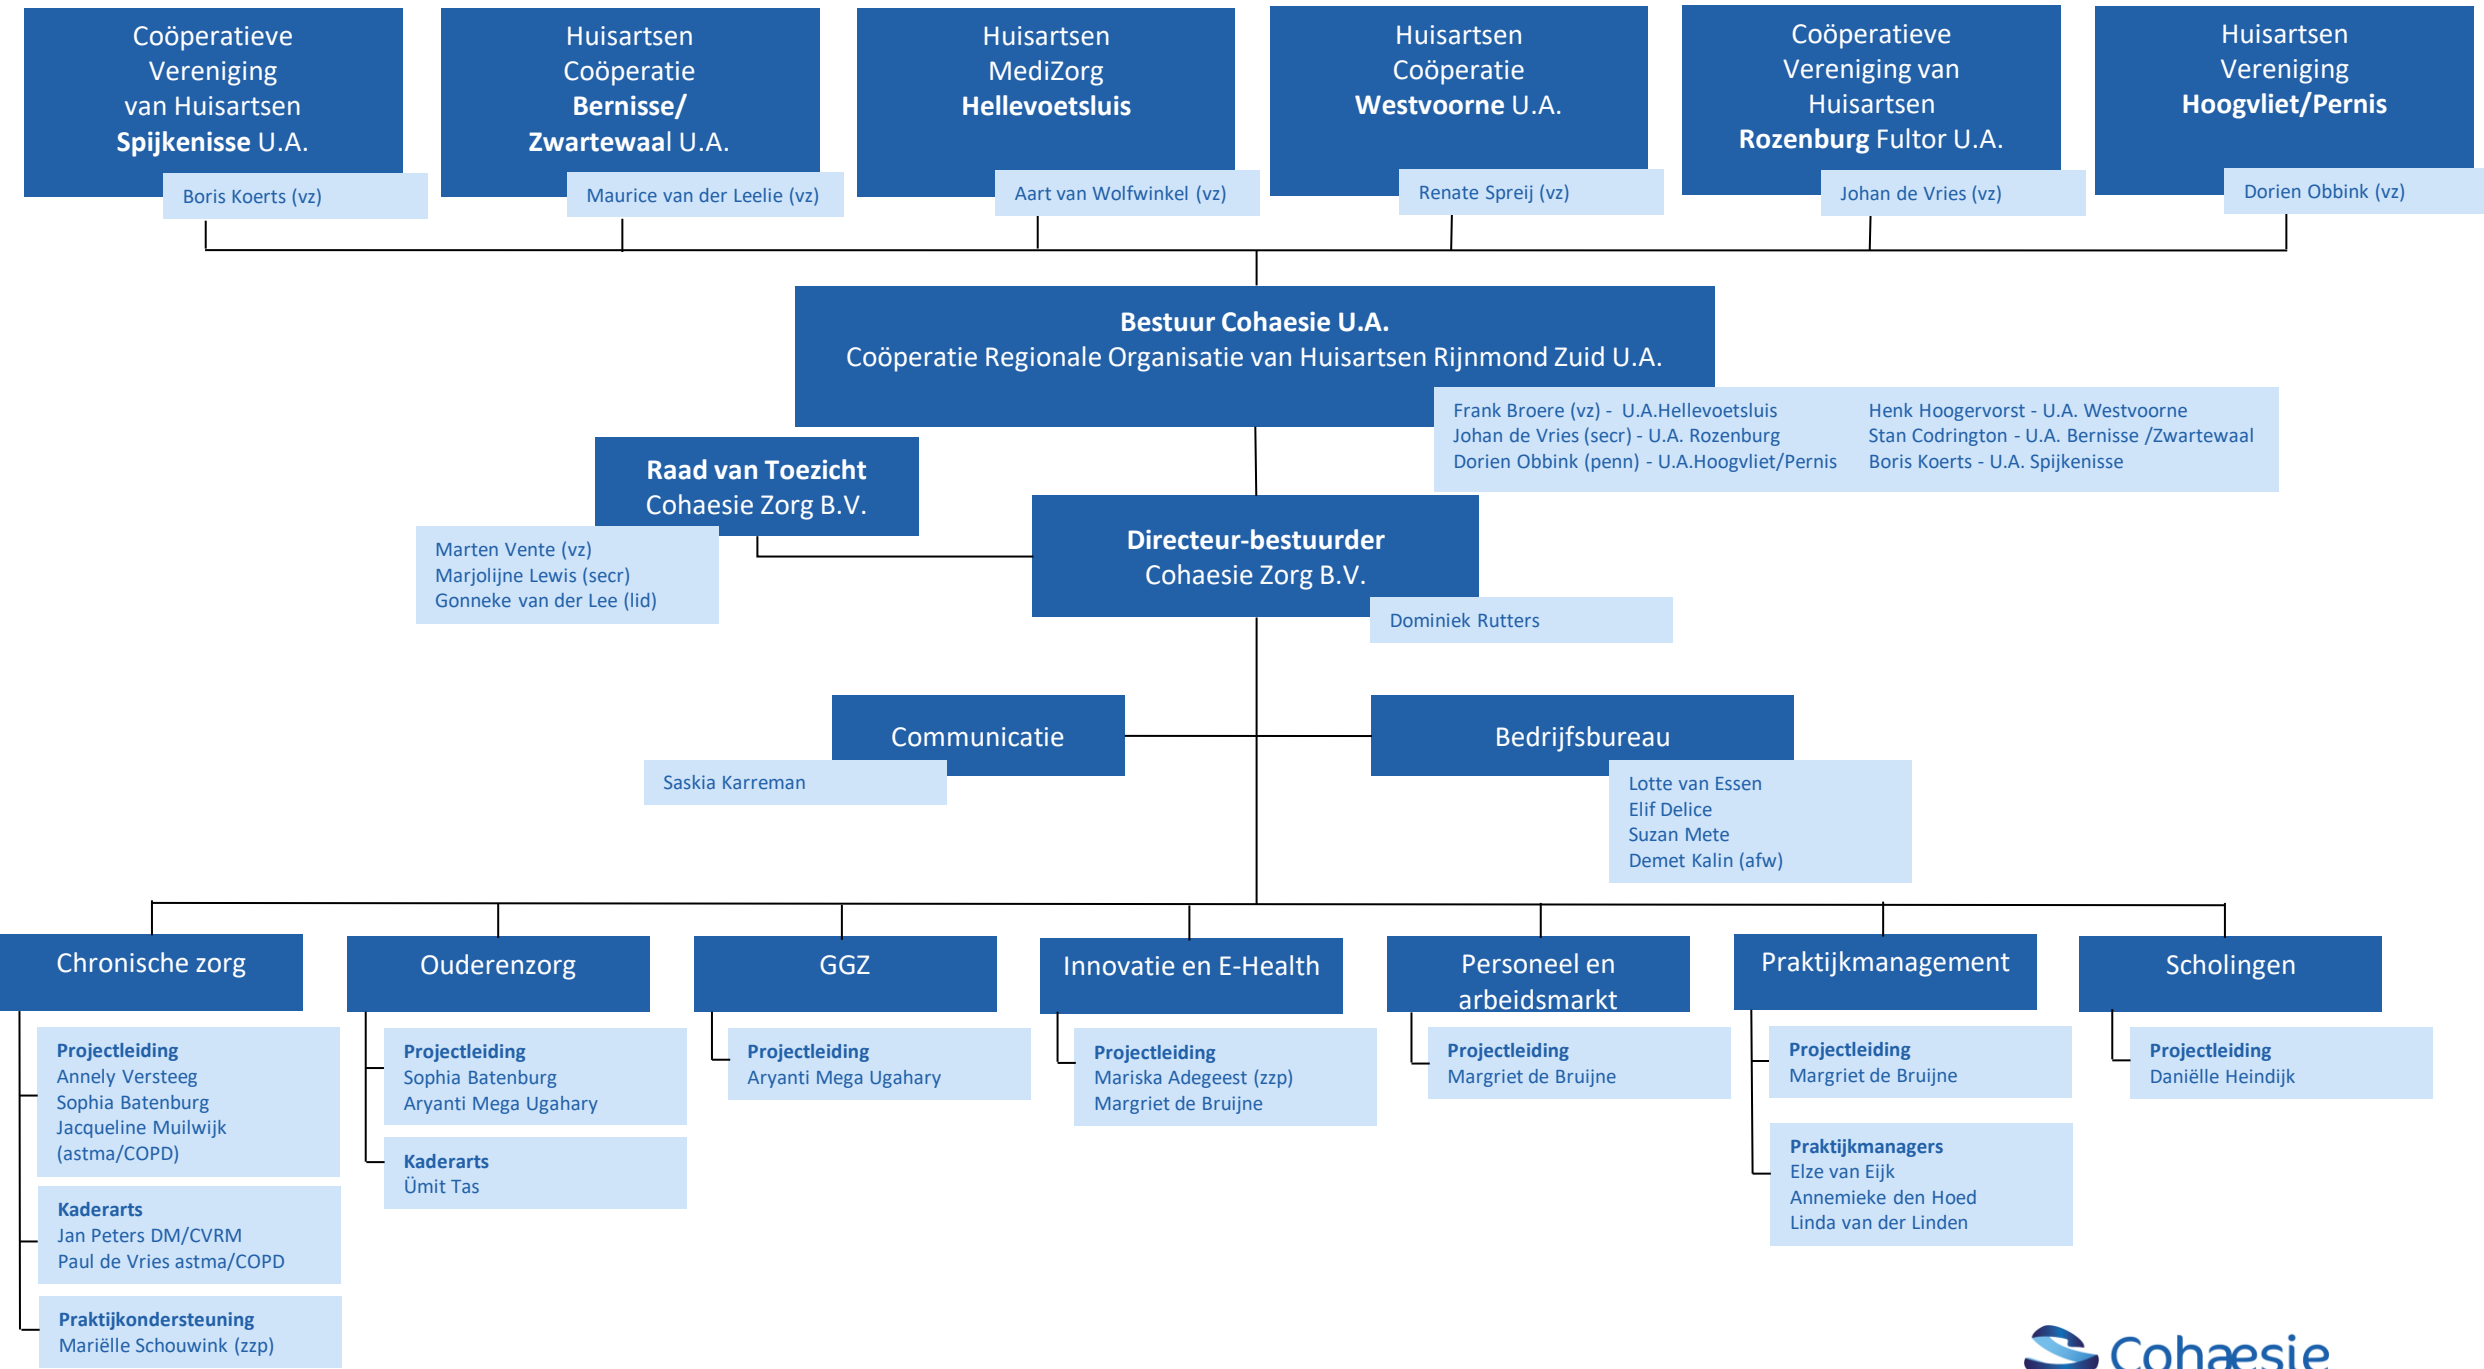 Coöperatieve
Vereniging
van Huisartsen
Spijkenisse U.A.
Boris Koerts (vz)
Huisartsen
Coöperatie
Bernisse/
Zwartewaal U.A.
Maurice van der Leelie (vz)
Huisartsen
MediZorg
Hellevoetsluis
Aart van Wolfwinkel (vz)
Huisartsen
Coöperatie
Westvoorne U.A.
Renate Spreij (vz)
Coöperatieve
Vereniging van
Huisartsen
Rozenburg Fultor U.A.
Johan de Vries (vz)
Huisartsen
Vereniging
Hoogvliet/Pernis
Dorien Obbink (vz)
Bestuur Cohaesie U.A.
Coöperatie Regionale Organisatie van Huisartsen Rijnmond Zuid U.A.
Frank Broere (vz) - U.A.Hellevoetsluis
Johan de Vries (secr) - U.A. Rozenburg
Dorien Obbink (penn) - U.A.Hoogvliet/Pernis
Henk Hoogervorst - U.A. Westvoorne
Stan Codrington - U.A. Bernisse /Zwartewaal
Boris Koerts - U.A. Spijkenisse
Raad van Toezicht
Cohaesie Zorg B.V.
Marten Vente (vz)
Marjolijne Lewis (secr)
Gonneke van der Lee (lid)
Directeur-bestuurder
Cohaesie Zorg B.V.
Dominiek Rutters
Communicatie
Saskia Karreman
Bedrijfsbureau
Lotte van Essen
Elif Delice
Suzan Mete
Demet Kalin (afw)
Chronische zorg
Projectleiding
Annely Versteeg
Sophia Batenburg
Jacqueline Muilwijk
(astma/COPD)
Kaderarts
Jan Peters DM/CVRM
Paul de Vries astma/COPD
Praktijkondersteuning
Mariëlle Schouwink (zzp)
Ouderenzorg
Projectleiding
Sophia Batenburg
Aryanti Mega Ugahary
Kaderarts
Ümit Tas
GGZ
Projectleiding
Aryanti Mega Ugahary
Innovatie en E-Health
Projectleiding
Mariska Adegeest (zzp)
Margriet de Bruijne
Personeel en
arbeidsmarkt
Projectleiding
Margriet de Bruijne
Praktijkmanagement
Projectleiding
Margriet de Bruijne
Praktijkmanagers
Elze van Eijk
Annemieke den Hoed
Linda van der Linden
Scholingen
Projectleiding
Daniëlle Heindijk
Cohaesie